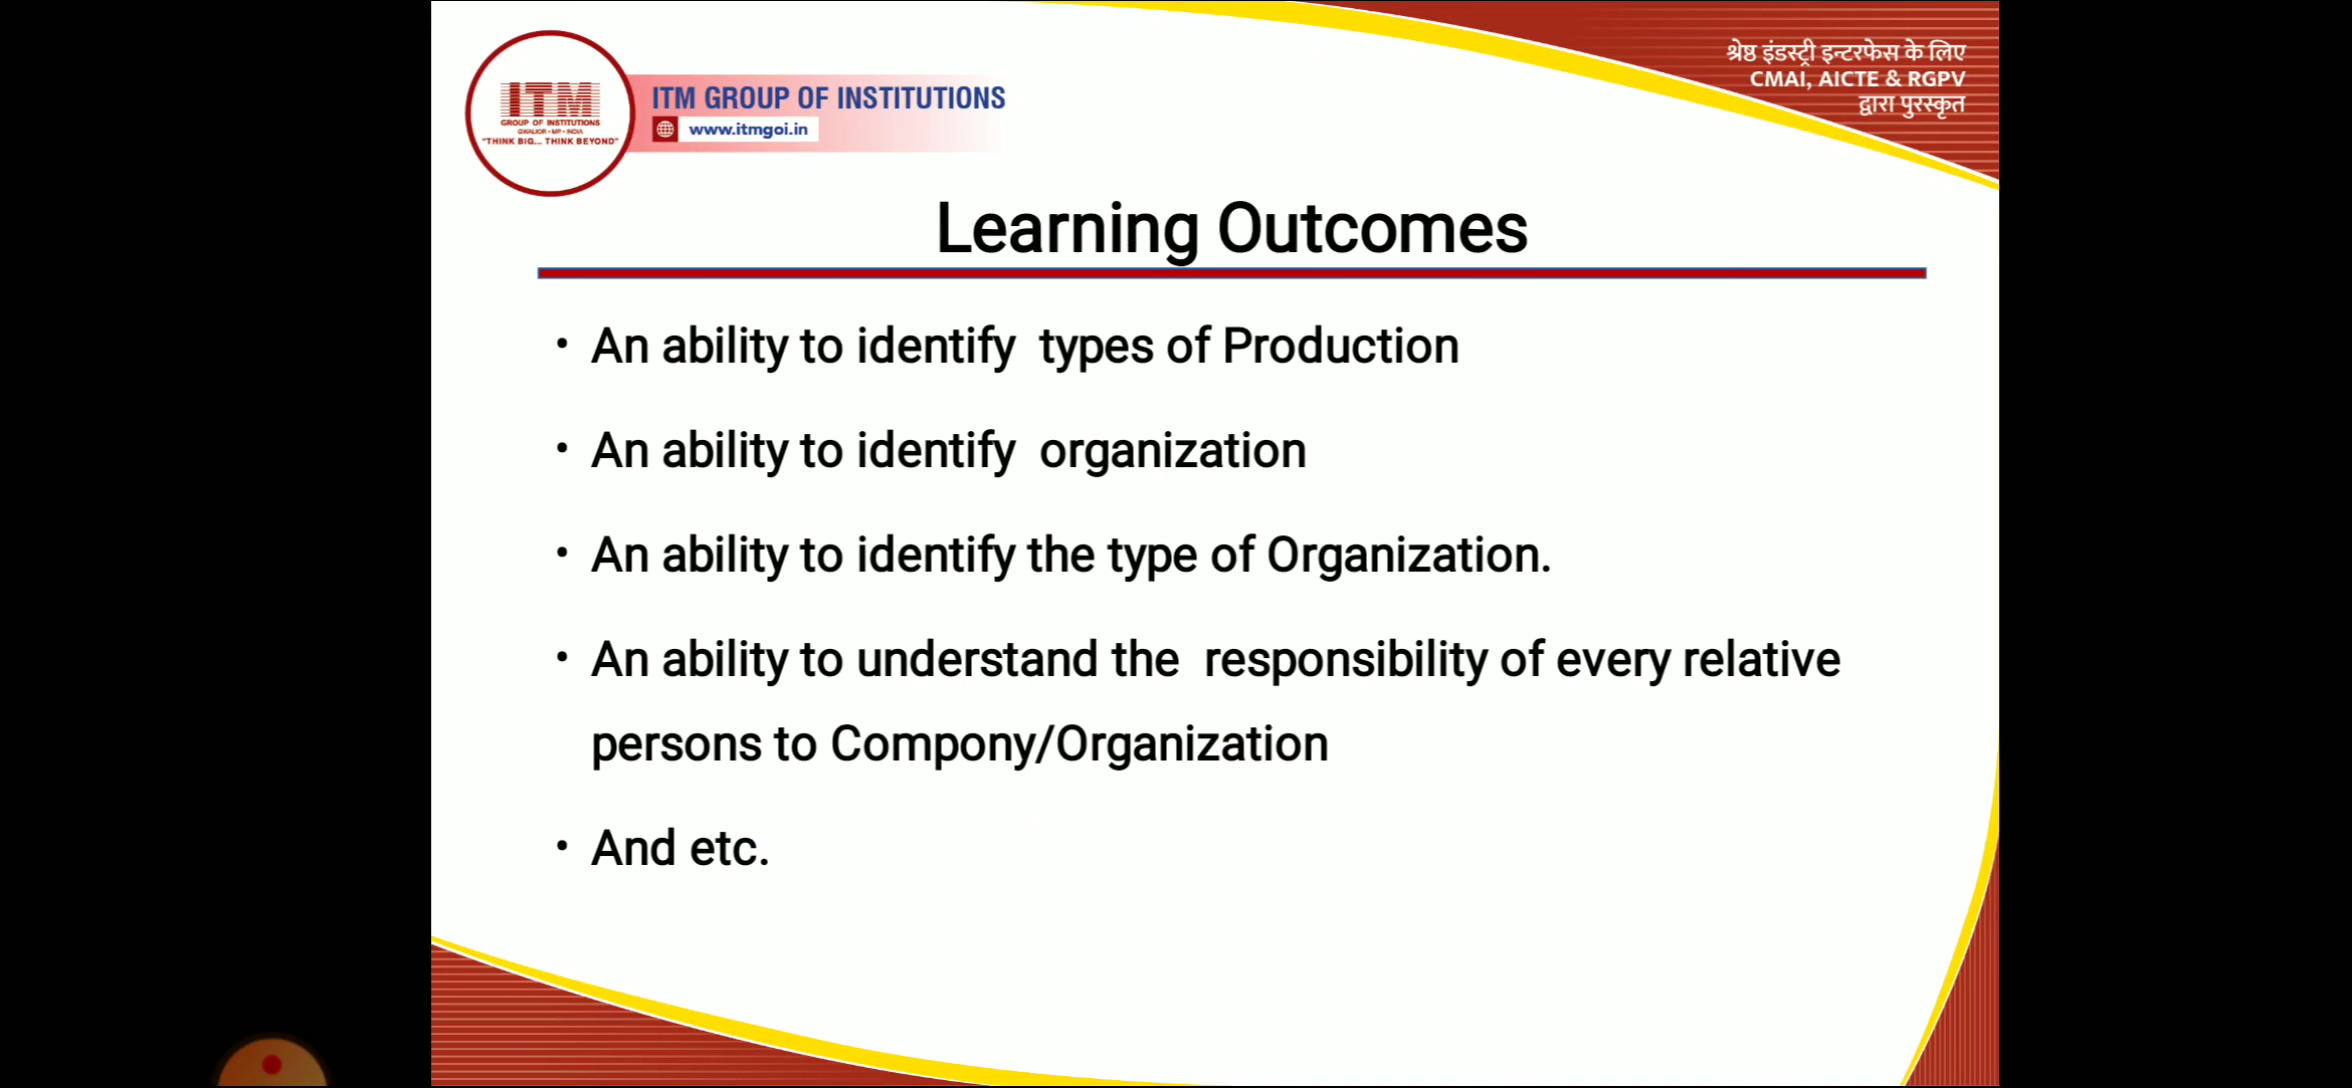 ITM
GROUP OF INSTITUTIONS
GWALIOR • MP • INDIA
"THINK BIG... THINK BEYOND"
ITM GROUP OF INSTITUTIONS
www.itmgoi.in
श्रेष्ठ इंडस्ट्री इन्टरफेस के लिए
CMAI, AICTE & RGPV
द्वारा पुरस्कृत
Learning Outcomes
• An ability to identify  types of Production
• An ability to identify  organization
• An ability to identify the type of Organization.
• An ability to understand the  responsibility of every relative
persons to Compony/Organization
• And etc.